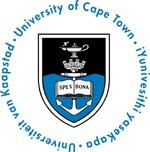 University of Cape Town · iYunivesithi yaseKapa · Universiteit van Kaapstad ·
SPES BONA